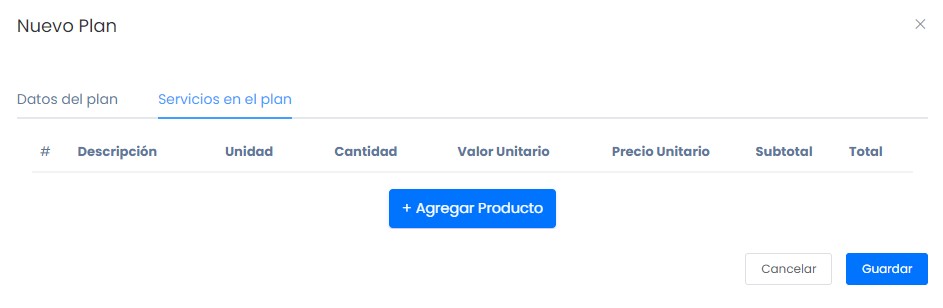 Nuevo Plan
Datos del plan Servicios en el plan
# Descripción Unidad Cantidad Valor Unitario Precio Unitario Subtotal Total
+ Agregar Producto
Cancelar Guardar